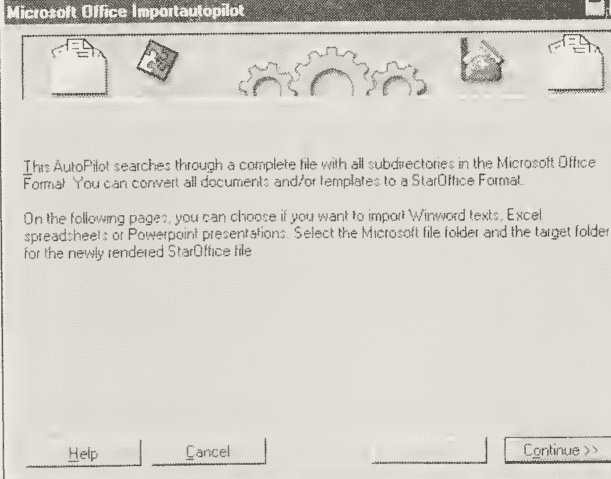 Microsoft Office Importautopilot
This AutoPilot searches through a complete file with all subdirectories in the Microsoft Office
Format. You can convert all documents and/or templates to a StarOffice Format.
On the following pages, you can choose if you want to import Winword texts, Excel
spreadsheets or Powerpoint presentations. Select the Microsoft file folder and the target folder
for the newly rendered StarOffice file
Help
Cancel
Continue >>